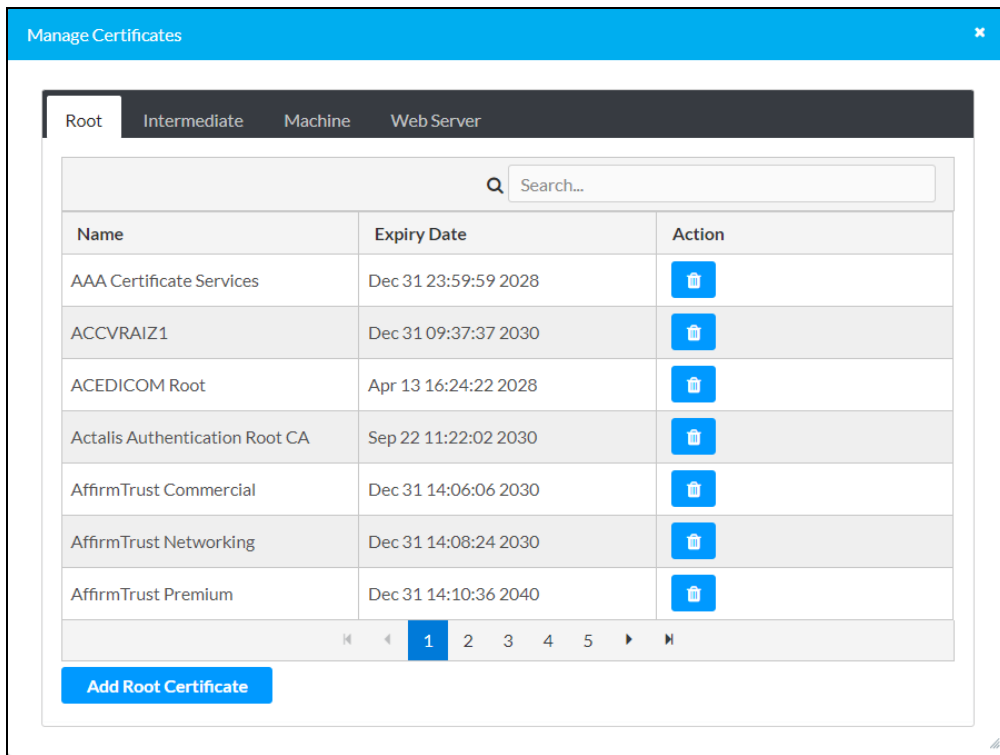 Manage Certificates
Root Intermediate Machine Web Server
Search...
Name Expiry Date Action
AAA Certificate Services Dec 31 23:59:59 2028
ACCVRAIZ1 Dec 31 09:37:37 2030
ACEDICOM Root Apr 13 16:24:22 2028
Actalis Authentication Root CA Sep 22 11:22:02 2030
AffirmTrust Commercial Dec 31 14:06:06 2030
AffirmTrust Networking Dec 31 14:08:24 2030
AffirmTrust Premium Dec 31 14:10:36 2040
1 2 3 4 5
Add Root Certificate